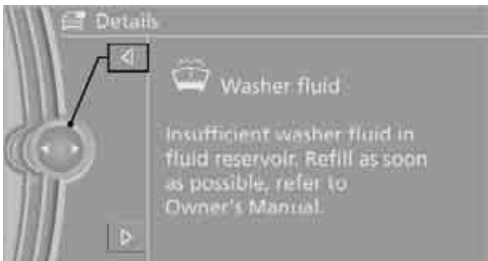 Details
Washer fluid
Insufficient washer fluid in
fluid reservoir. Refill as soon
as possible, refer to
Owner's Manual.